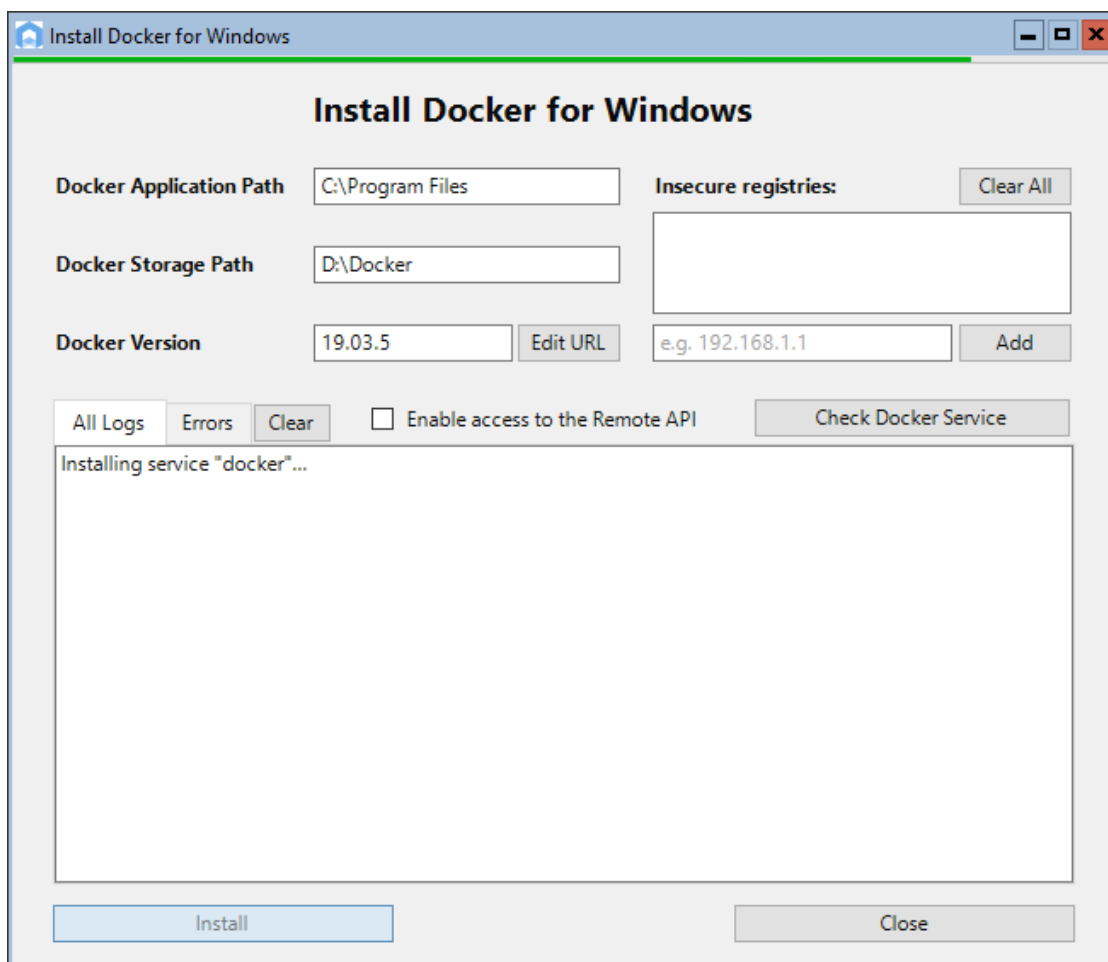 Install Docker for Windows
Install Docker for Windows
Docker Application Path C:\Program Files Insecure registries: Clear All
Docker Storage Path D:\Docker
Docker Version 19.03.5 Edit URL e.g. 192.168.1.1 Add
All Logs Errors Clear Enable access to the Remote API Check Docker Service
Installing service "docker"...
Install Close